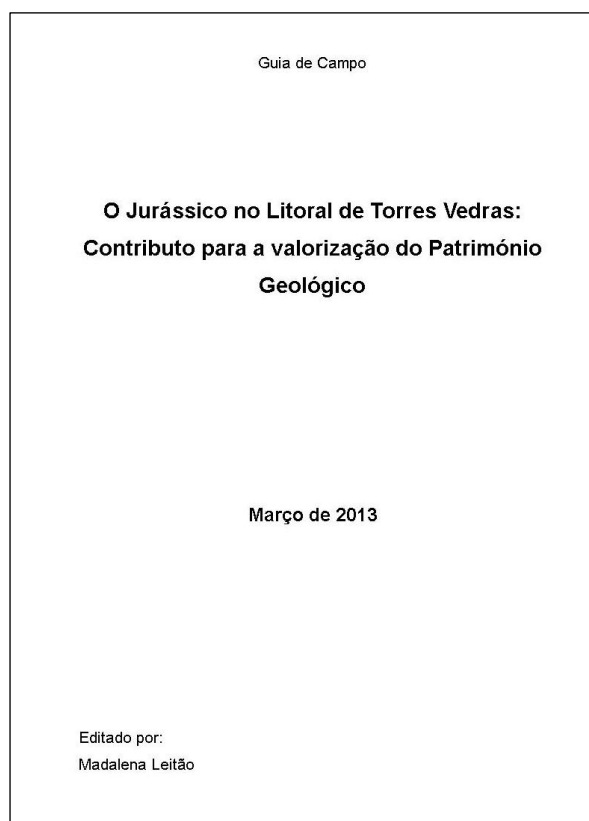 Guia de Campo
O Jurássico no Litoral de Torres Vedras:
Contributo para a valorização do Património
Geológico
Março de 2013
Editado por:
Madalena Leitão